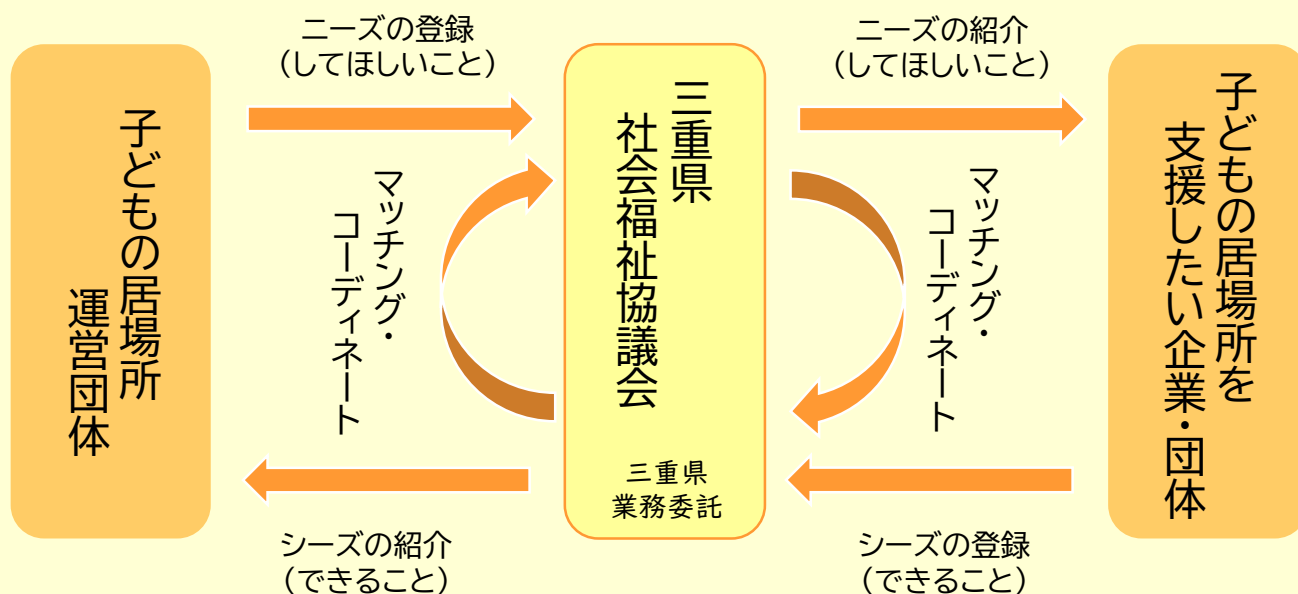 ニーズの登録
（してほしいこと）
ニーズの紹介
（してほしいこと）
子どもの居場所
運営団体
マッチング・
コーディネート
三重県
社会福祉協議会
三重県
業務委託
マッチング・
コーディネート
子どもの居場所を
支援したい企業・団体
シーズの紹介
（できること）
シーズの登録
（できること）